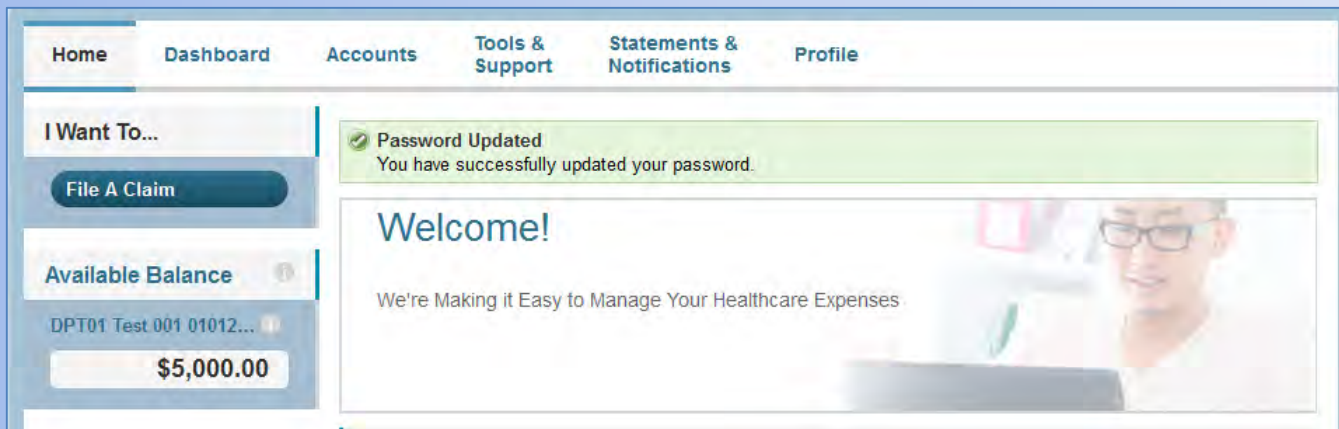 Home Dashboard Accounts Tools & Support Statements & Notifications Profile
I Want To...
File A Claim
Available Balance
DPT01 Test 001 01012...
$5,000.00
Password Updated
You have successfully updated your password.
Welcome!
We're Making it Easy to Manage Your Healthcare Expenses